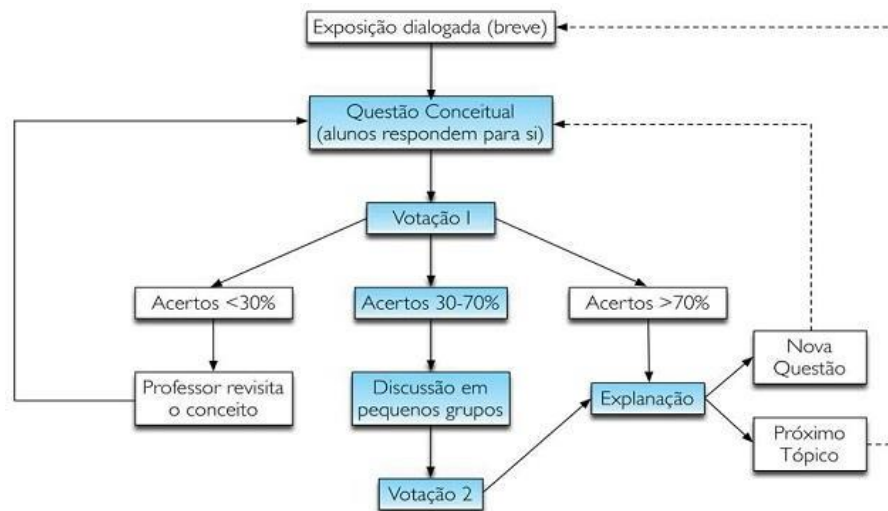 Exposição dialogada (breve)
Questão Conceitual
(alunos respondem para si)
Votação 1
Acertos <30%
Acertos 30-70%
Acertos >70%
Professor revisita
o conceito
Discussão em
pequenos grupos
Explanação
Nova
Questão
Próximo
Tópico
Votação 2